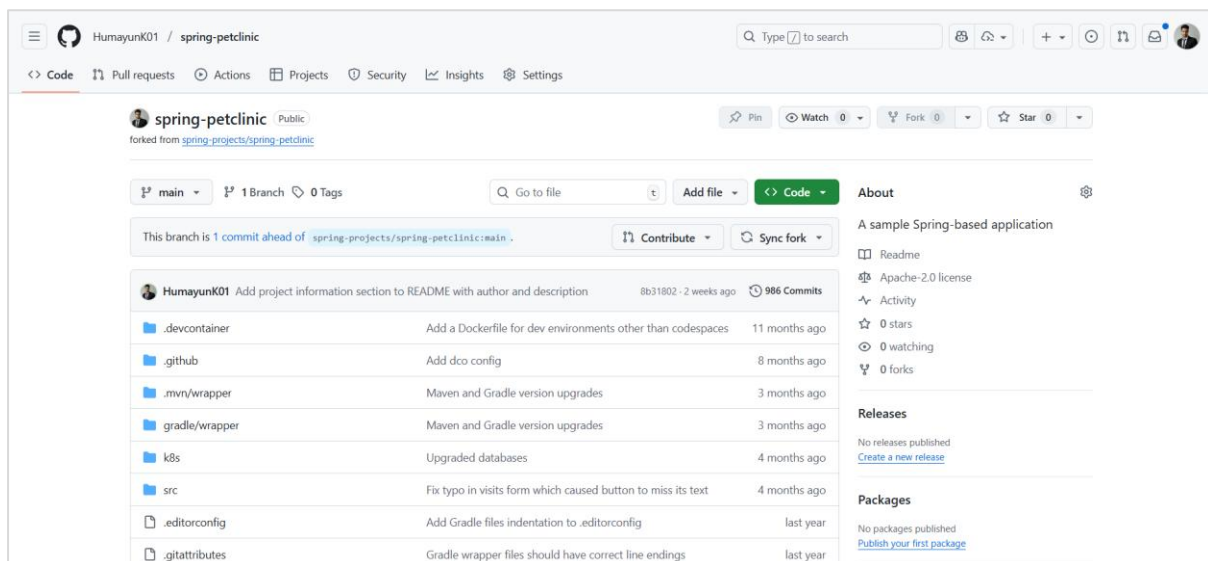 HumayunK01 / spring-petclinic
Type / to search
<> Code Pull requests Actions Projects Security Insights Settings
spring-petclinic Public
Pin Watch 0 Fork 0 Star 0
forked from spring-projects/spring-petclinic
main 1 Branch 0 Tags
Go to file t
Add file <> Code
This branch is 1 commit ahead of spring-projects/spring-petclinic:main .
Contribute Sync fork
HumayunK01 Add project information section to README with author and description 8b31802 · 2 weeks ago 986 Commits
.devcontainer Add a Dockerfile for dev environments other than codespaces 11 months ago
.github Add dco config 8 months ago
.mvn/wrapper Maven and Gradle version upgrades 3 months ago
gradle/wrapper Maven and Gradle version upgrades 3 months ago
k8s Upgraded databases 4 months ago
src Fix typo in visits form which caused button to miss its text 4 months ago
.editorconfig Add Gradle files indentation to .editorconfig last year
.gitattributes Gradle wrapper files should have correct line endings last year
About
A sample Spring-based application
Readme
Apache-2.0 license
Activity
0 stars
0 watching
0 forks
Releases
No releases published
Create a new release
Packages
No packages published
Publish your first package